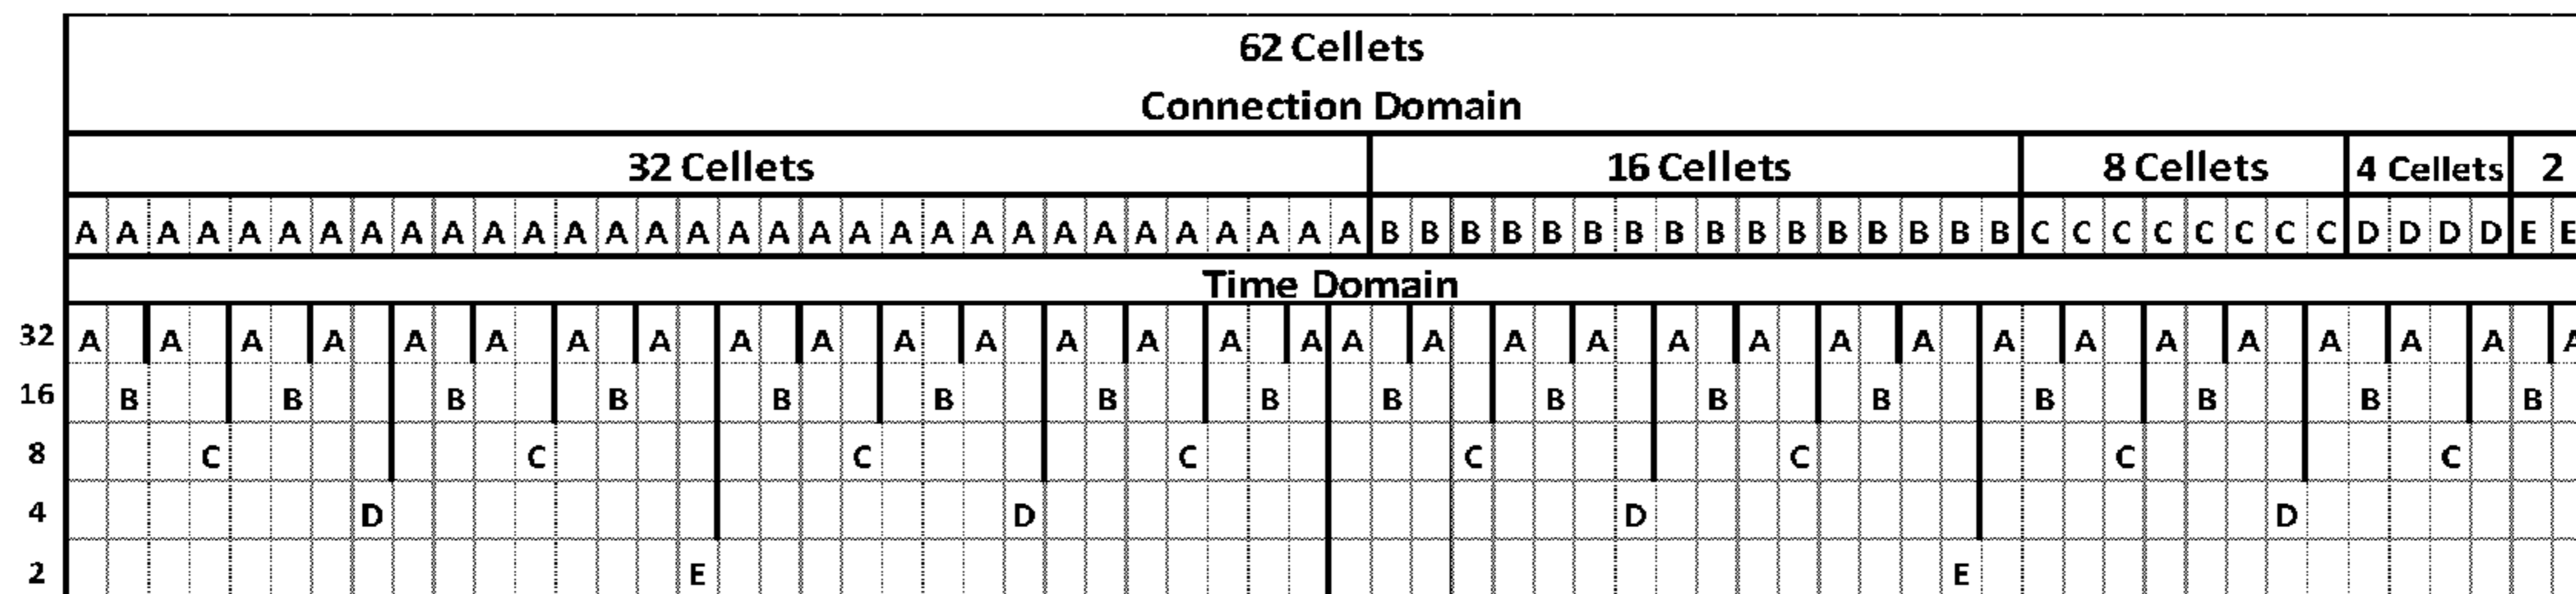 62 Cellets
Connection Domain
32 Cellets 16 Cellets 8 Cellets 4 Cellets 2
A A A A A A A A A A A A A A A A A A A A A A A A A A A A A A A A B B B B B B B B B B B B B B B B C C C C C C C C D D D D E E
Time Domain
32 A A A A A A A A A A A A A A A A A A A A A A A A A A A A A A A A
16 B B B B B B B B B B B B B B B B
8 C C C C C C C C
4 D D D D
2 E E